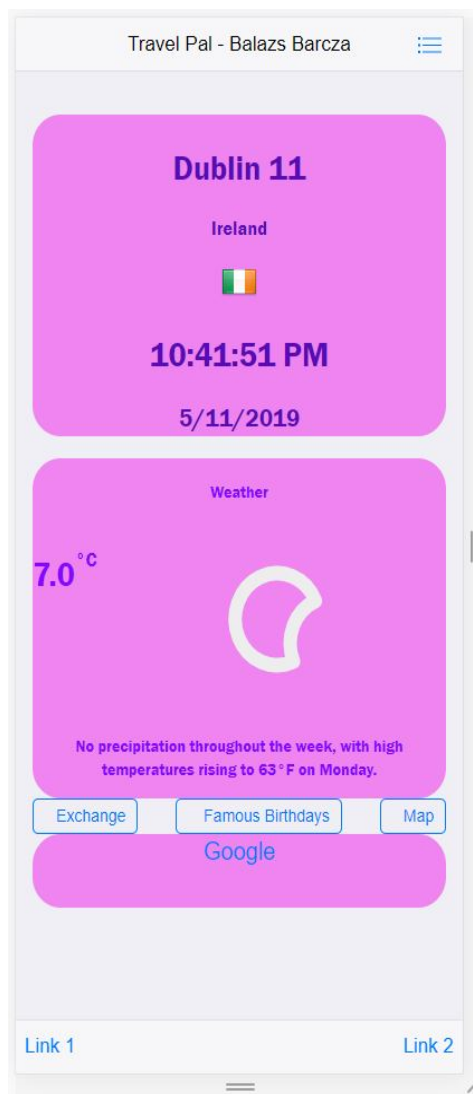 Travel Pal - Balazs Barcza
Dublin 11
Ireland
10:41:51 PM
5/11/2019
Weather
7.0°C
No precipitation throughout the week, with high
temperatures rising to 63°F on Monday.
Exchange Famous Birthdays Map
Google
Link 1 Link 2